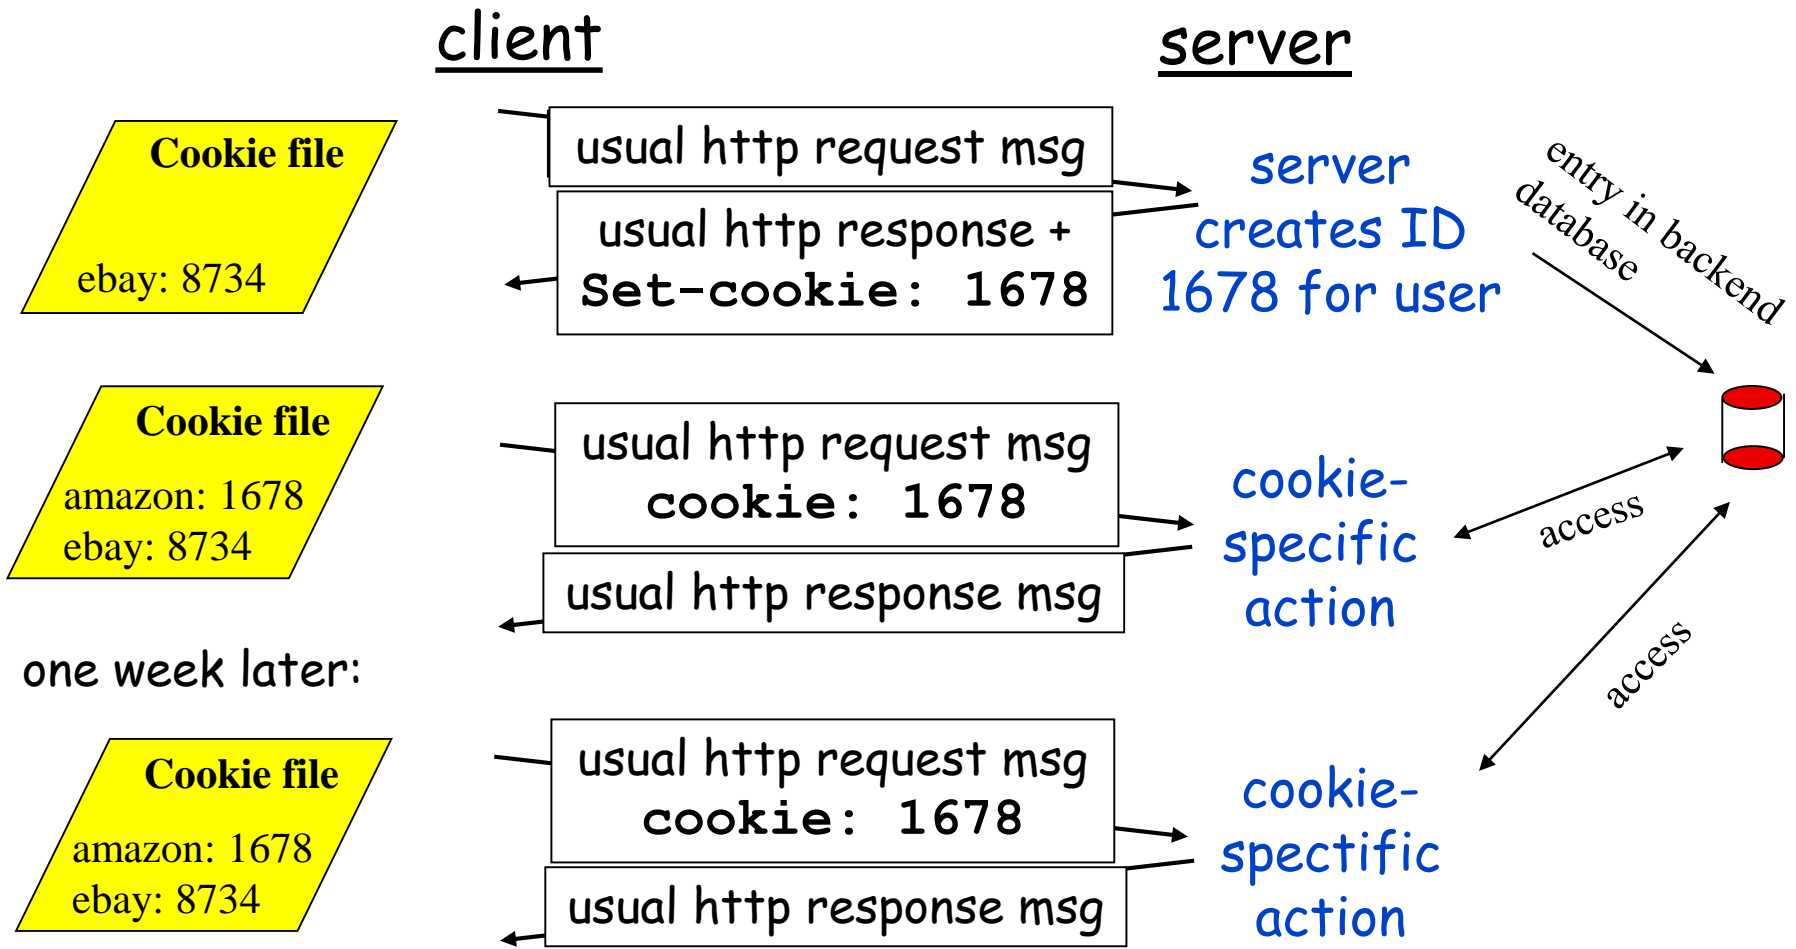 client
server
Cookie file
ebay: 8734
usual http request msg
usual http response +
Set-cookie: 1678
server
creates ID
1678 for user
entry in backend
database
Cookie file
amazon: 1678
ebay: 8734
usual http request msg
cookie: 1678
usual http response msg
cookie-
specific
action
access
access
one week later:
Cookie file
amazon: 1678
ebay: 8734
usual http request msg
cookie: 1678
usual http response msg
cookie-
spectific
action